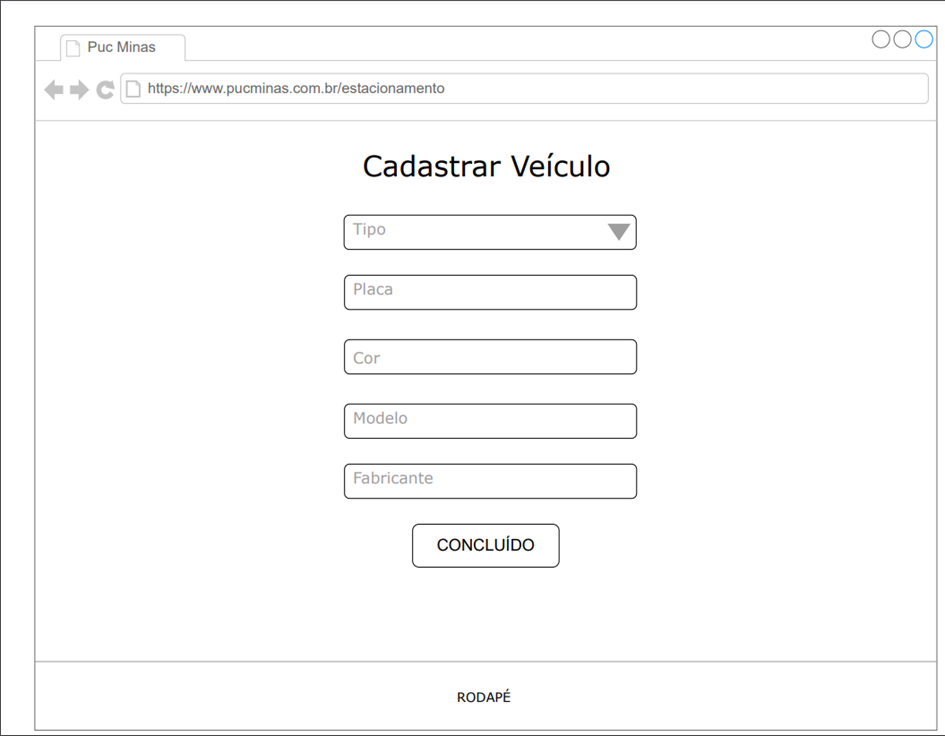 Puc Minas
https://www.pucminas.com.br/estacionamento
Cadastrar Veículo
Tipo
Placa
Cor
Modelo
Fabricante
CONCLUÍDO
RODAPÉ